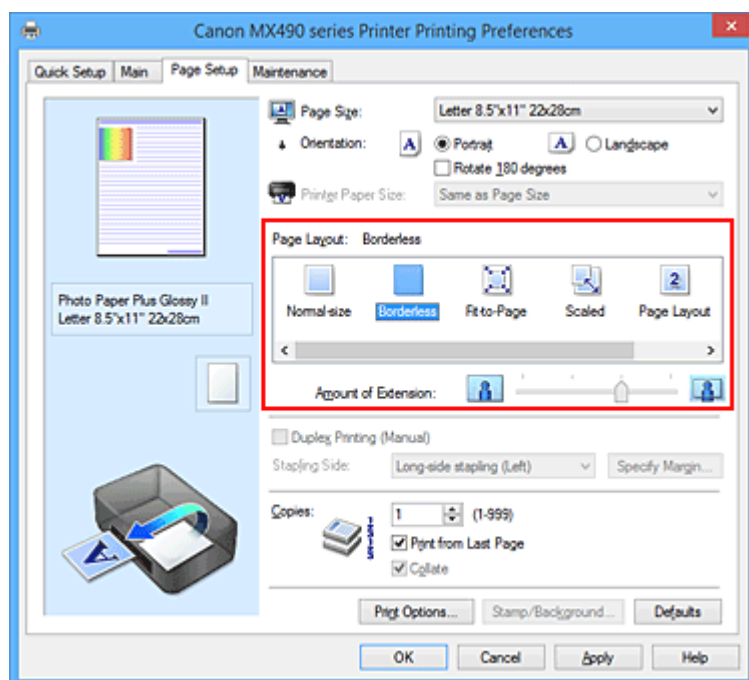 Canon MX490 series Printer Printing Preferences
Quick Setup Main Page Setup Maintenance
Page Size: Letter 8.5"x11" 22x28cm
Orientation: A Portrait A Landscape
Rotate 180 degrees
Printer Paper Size: Same as Page Size
Page Layout: Borderless
Photo Paper Plus Glossy II
Letter 8.5"x11" 22x28cm
2
Normal-size Borderless Fit-to-Page Scaled Page Layout
Amount of Extension:
Duplex Printing (Manual)
Stapling Side: Long-side stapling (Left) Specify Margin...
Copies: 1 (1-999)
Print from Last Page
Collate
A
Print Options... Stamp/Background... Defaults
OK Cancel Apply Help